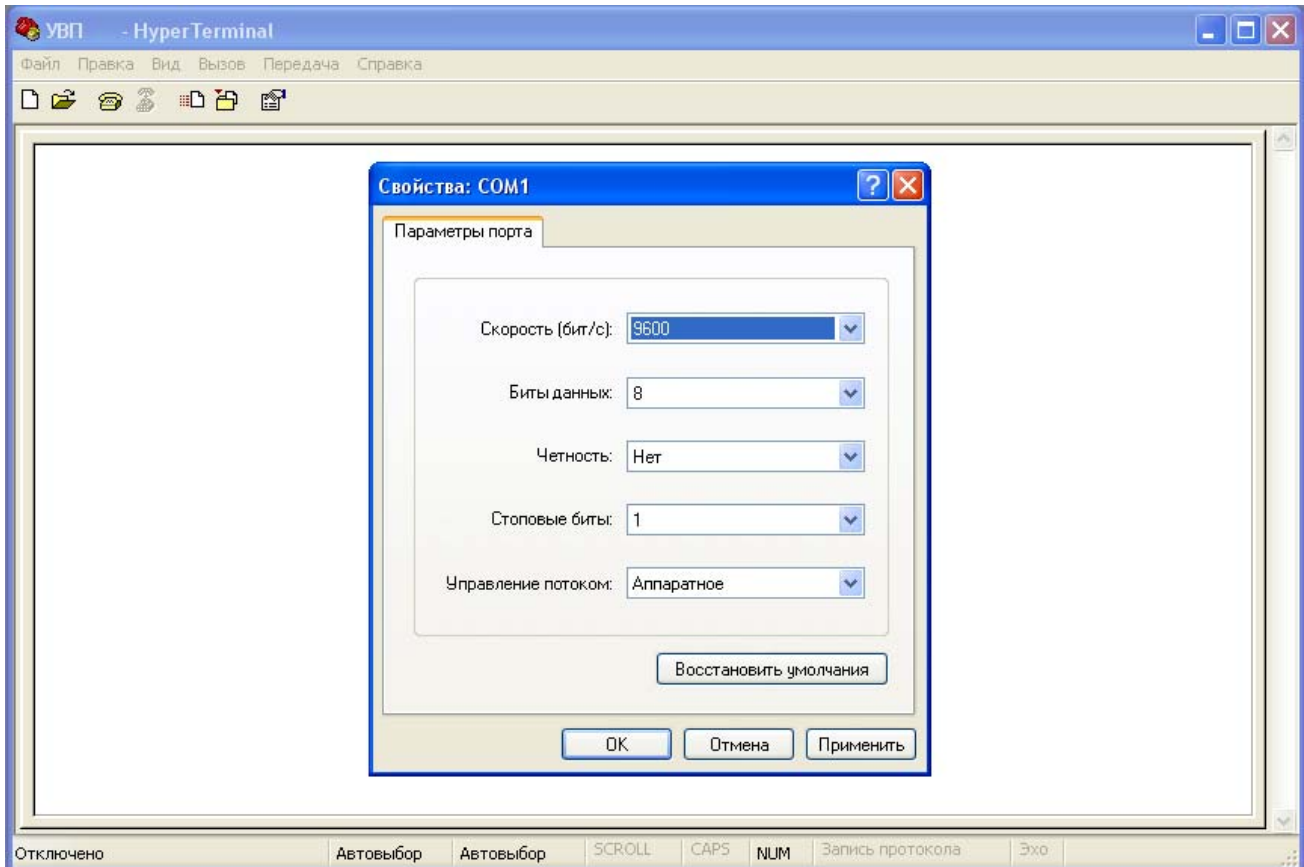 УВП - HyperTerminal
Файл Правка Вид Вызов Передача Справка
Свойства: COM1
Параметры порта
Скорость (бит/с): 9600
Биты данных: 8
Четность: Нет
Стоповые биты: 1
Управление потоком: Аппаратное
Восстановить умолчания
OK Отмена Применить
Отключено Автовыбор Автовыбор SCROLL CAPS NUM Запись протокола Эхо